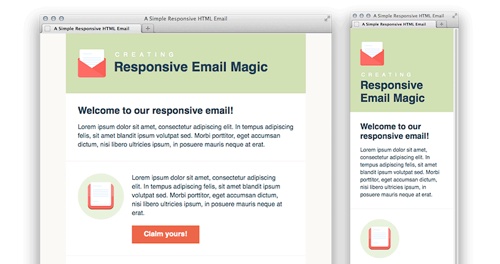 A Simple Responsive HTML Email
A Simple Responsive HTML Email
CREATING
Responsive Email Magic
Welcome to our responsive email!
Lorem ipsum dolor sit amet, consectetur adipiscing elit. In tempus adipiscing
felis, sit amet blandit ipsum volutpat sed. Morbi porttitor, eget accumsan
dictum, nisi libero ultricies ipsum, in posuere mauris neque at
erat.
Lorem ipsum dolor sit amet, consectetur
adipiscing elit. In tempus adipiscing felis, sit
amet blandit ipsum volutpat sed. Morbi
porttitor, eget accumsan dictum, nisi libero
ultricies ipsum, in posuere mauris neque at
erat.
Claim yours!
A Simple Responsive HTML Email
A Simple Responsive HTML Email
CREATING
Responsive
Email Magic
Welcome to our
responsive email!
Lorem ipsum dolor sit amet,
consectetur adipiscing elit. In
tempus adipiscing felis, sit amet
blandit ipsum volutpat sed. Morbi
porttitor, eget accumsan dictum,
nisi libero ultricies ipsum, in
posuere mauris neque at erat.